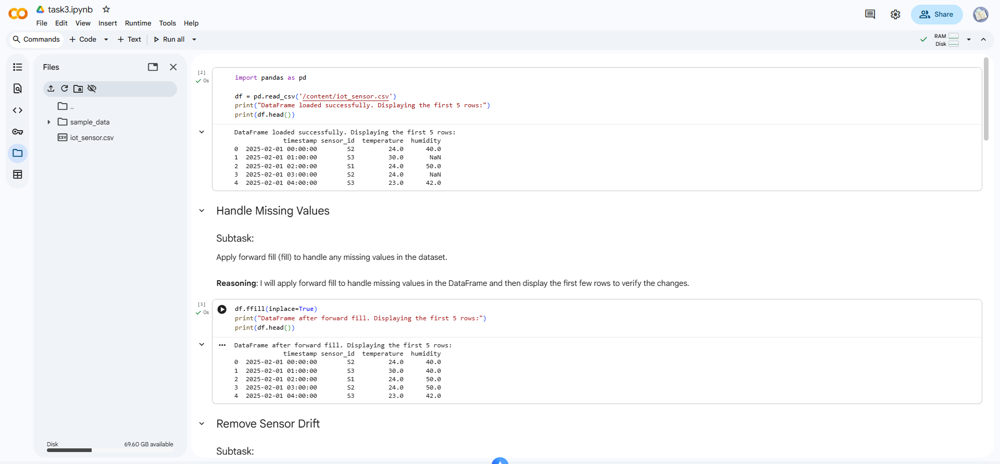 task3.ipynb
File Edit View Insert Runtime Tools Help
Share
Commands + Code + Text Run all
RAM
Disk
Files
..
sample_data
iot_sensor.csv
Disk 69.60 GB available
[2]
0s
import pandas as pd
df = pd.read_csv('/content/iot_sensor.csv')
print("DataFrame loaded successfully. Displaying the first 5 rows:")
print(df.head())
DataFrame loaded successfully. Displaying the first 5 rows:
timestamp sensor_id temperature humidity
0 2025-02-01 00:00:00 S2 24.0 40.0
1 2025-02-01 01:00:00 S3 30.0 NaN
2 2025-02-01 02:00:00 S1 24.0 50.0
3 2025-02-01 03:00:00 S2 24.0 NaN
4 2025-02-01 04:00:00 S3 23.0 42.0
Handle Missing Values
Subtask:
Apply forward fill (fill) to handle any missing values in the dataset.
Reasoning: I will apply forward fill to handle missing values in the DataFrame and then display the first few rows to verify the changes.
[3]
0s
df.ffill(inplace=True)
print("DataFrame after forward fill. Displaying the first 5 rows:")
print(df.head())
DataFrame after forward fill. Displaying the first 5 rows:
timestamp sensor_id temperature humidity
0 2025-02-01 00:00:00 S2 24.0 40.0
1 2025-02-01 01:00:00 S3 30.0 40.0
2 2025-02-01 02:00:00 S1 24.0 50.0
3 2025-02-01 03:00:00 S2 24.0 50.0
4 2025-02-01 04:00:00 S3 23.0 42.0
Remove Sensor Drift
Subtask: